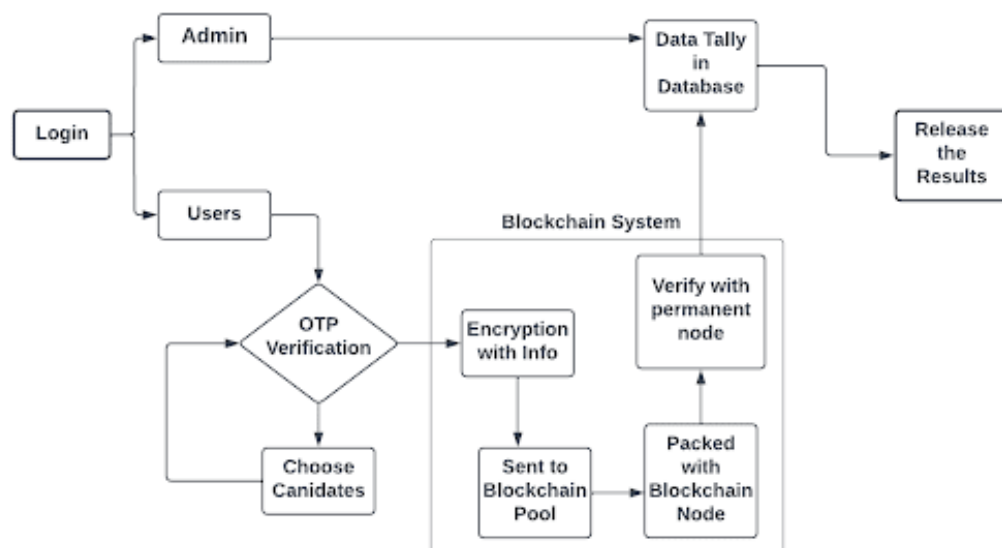 Admin
Data Tally
in
Database
Login
Release
the
Results
Users
Blockchain System
OTP
Verification
Encryption
with Info
Verify with
permanent
node
Choose
Canidates
Sent to
Blockchain
Pool
Packed
with
Blockchain
Node